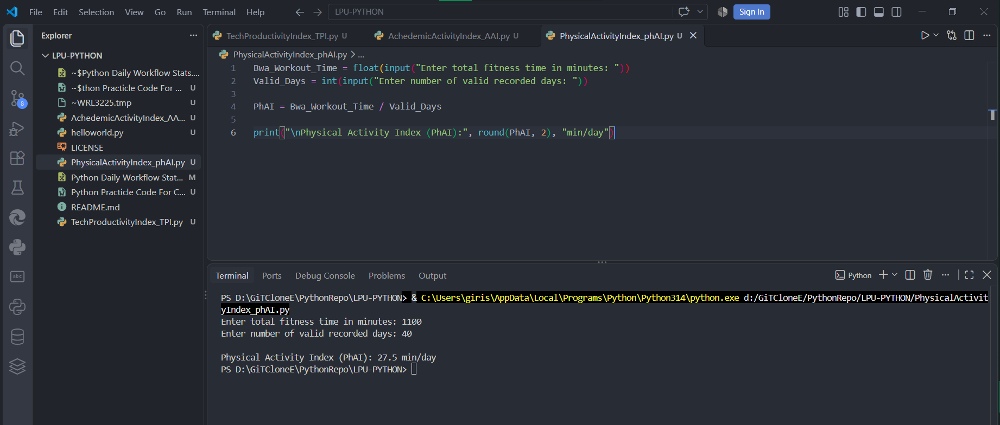 File Edit Selection View Go Run Terminal Help
LPU-PYTHON
Sign In
Explorer
LPU-PYTHON
~$Python Daily Workflow Stats....
~$thon Practicle Code For ... U
~WRL3225.tmp U
AchedemicActivityIndex_AA... U
helloworld.py U
LICENSE
PhysicalActivityIndex_phAI.py U
Python Daily Workflow Stat... M
Python Practicle Code For C... U
README.md
TechProductivityIndex_TPI.py U
8
abc
TechProductivityIndex_TPI.py U
AchedemicActivityIndex_AAI.py U
PhysicalActivityIndex_phAI.py U
PhysicalActivityIndex_phAI.py > ...
1 Bwa_Workout_Time = float(input("Enter total fitness time in minutes: "))
2 Valid_Days = int(input("Enter number of valid recorded days: "))
3
4 PhAI = Bwa_Workout_Time / Valid_Days
5
6 print("\nPhysical Activity Index (PhAI):", round(PhAI, 2), "min/day")
Terminal Ports Debug Console Problems Output
Python
PS D:\GiTCloneE\PythonRepo\LPU-PYTHON> & C:\Users\giris\AppData\Local\Programs\Python\Python314\python.exe d:/GiTCloneE/PythonRepo/LPU-PYTHON/PhysicalActivit
yIndex_phAI.py
Enter total fitness time in minutes: 1100
Enter number of valid recorded days: 40
Physical Activity Index (PhAI): 27.5 min/day
PS D:\GiTCloneE\PythonRepo\LPU-PYTHON>